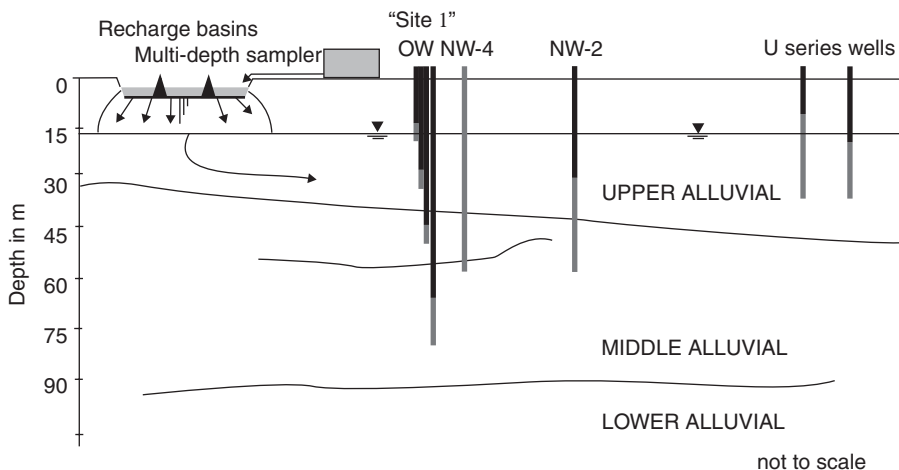 “Site 1”
Recharge basins
Multi-depth sampler
OW NW-4
NW-2
U series wells
0
15
30
45
60
75
90
Depth in m
UPPER ALLUVIAL
MIDDLE ALLUVIAL
LOWER ALLUVIAL
not to scale